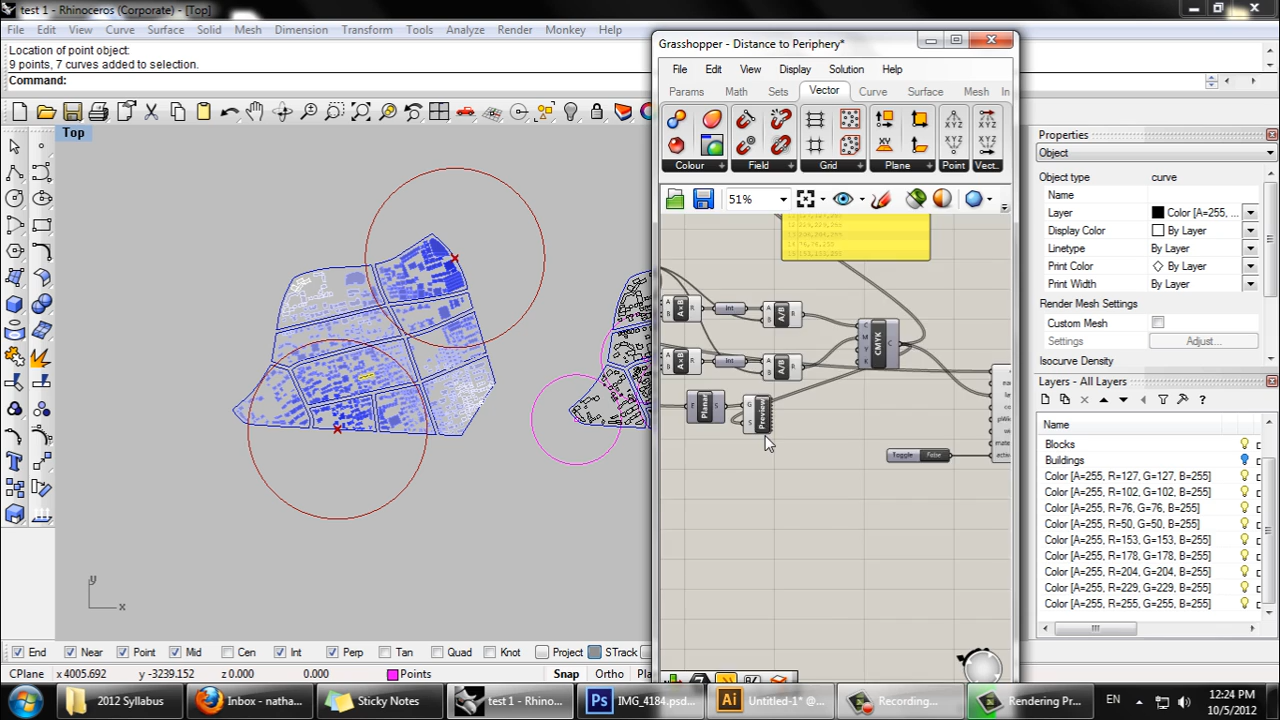 test 1 - Rhinoceros (Corporate) - [Top]
File Edit View Curve Surface Solid Mesh Dimension Transform Tools Analyze Render Monkey Help
Location of point object:
9 points, 7 curves added to selection.
Command:
Top
y
x
End Near Point Mid Cen Int Perp Tan Quad Knot Project STrack
CPlane x 4005.692 y -3239.152 z 0.000 0.000 Points Snap Ortho
Grasshopper - Distance to Periphery*
File Edit View Display Solution Help
Params Math Sets Vector Curve Surface Mesh In
Colour Field Grid Plane Point Vect..
51%
A B A×B R Int A B A/B R
C M Y K CMYK C
A B A×B R Int A B A/B R
E Planar S G S Preview
Toggle False
Properties
Object
Object type curve
Name
Layer Color [A=255, ...
Display Color By Layer
Linetype By Layer
Print Color By Layer
Print Width By Layer
Render Mesh Settings
Custom Mesh
Settings Adjust...
Isocurve Density
Layers - All Layers
Name
Blocks
Buildings
Color [A=255, R=127, G=127, B=255]
Color [A=255, R=102, G=102, B=255]
Color [A=255, R=76, G=76, B=255]
Color [A=255, R=50, G=50, B=255]
Color [A=255, R=153, G=153, B=255]
Color [A=255, R=178, G=178, B=255]
Color [A=255, R=204, G=204, B=255]
Color [A=255, R=229, G=229, B=255]
Color [A=255, R=255, G=255, B=255]
2012 Syllabus
Inbox - natha...
Sticky Notes
test 1 - Rhino...
IMG_4184.psd...
Untitled-1* @...
Recording...
Rendering Pr...
EN
12:24 PM
10/5/2012